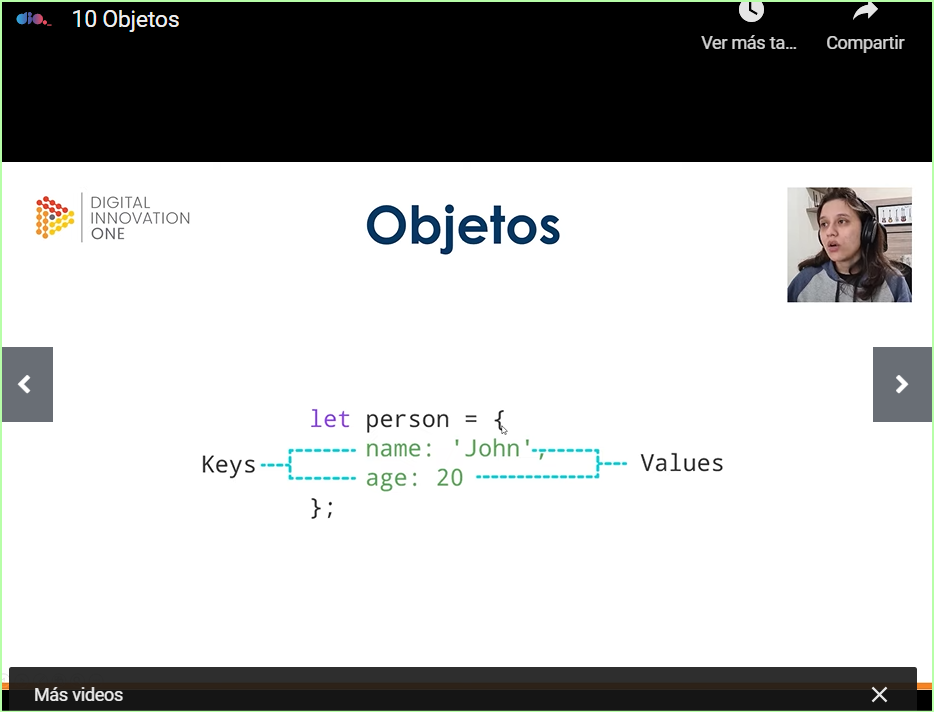 dio._ 10 Objetos
Ver más ta...
Compartir
DIGITAL
INNOVATION
ONE
Objetos
let person = {
name: 'John',
age: 20
};
Keys
Values
Más videos